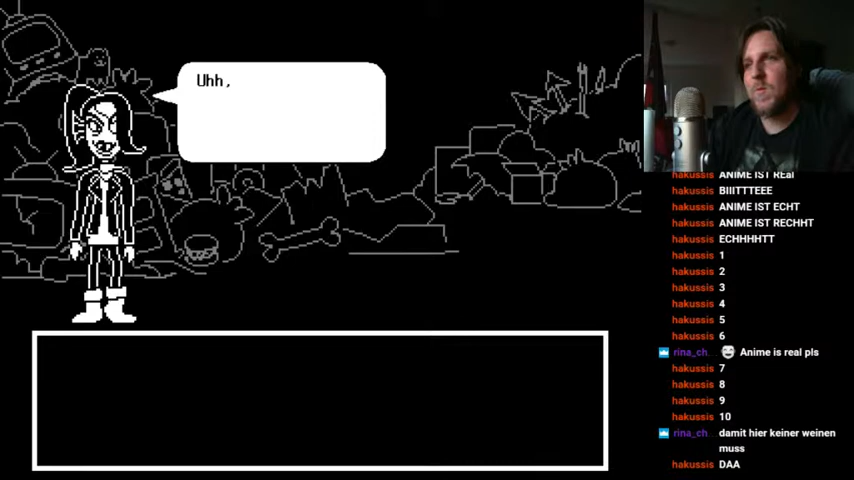 Uhh,
hakussis ANIME IST REal
hakussis BIIITTTEEE
hakussis ANIME IST ECHT
hakussis ANIME IST RECHHT
ECHHHHTT
hakussis 1
hakussis 2
hakussis 3
hakussis 4
hakussis 5
hakussis 6
rina_ch.. Anime is real pls
hakussis 7
hakussis 8
hakussis 9
hakussis 10
rina_ch.. damit hier keiner weinen
muss
hakussis DAA